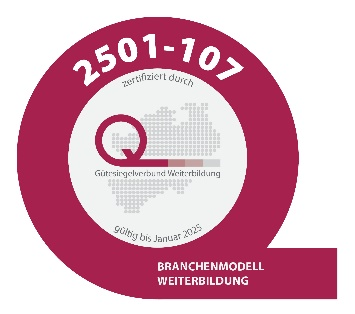 2501-107
zertifiziert durch
Gütesiegelverbund Weiterbildung
gültig bis Januar 2025
BRANCHENMODELL
WEITERBILDUNG